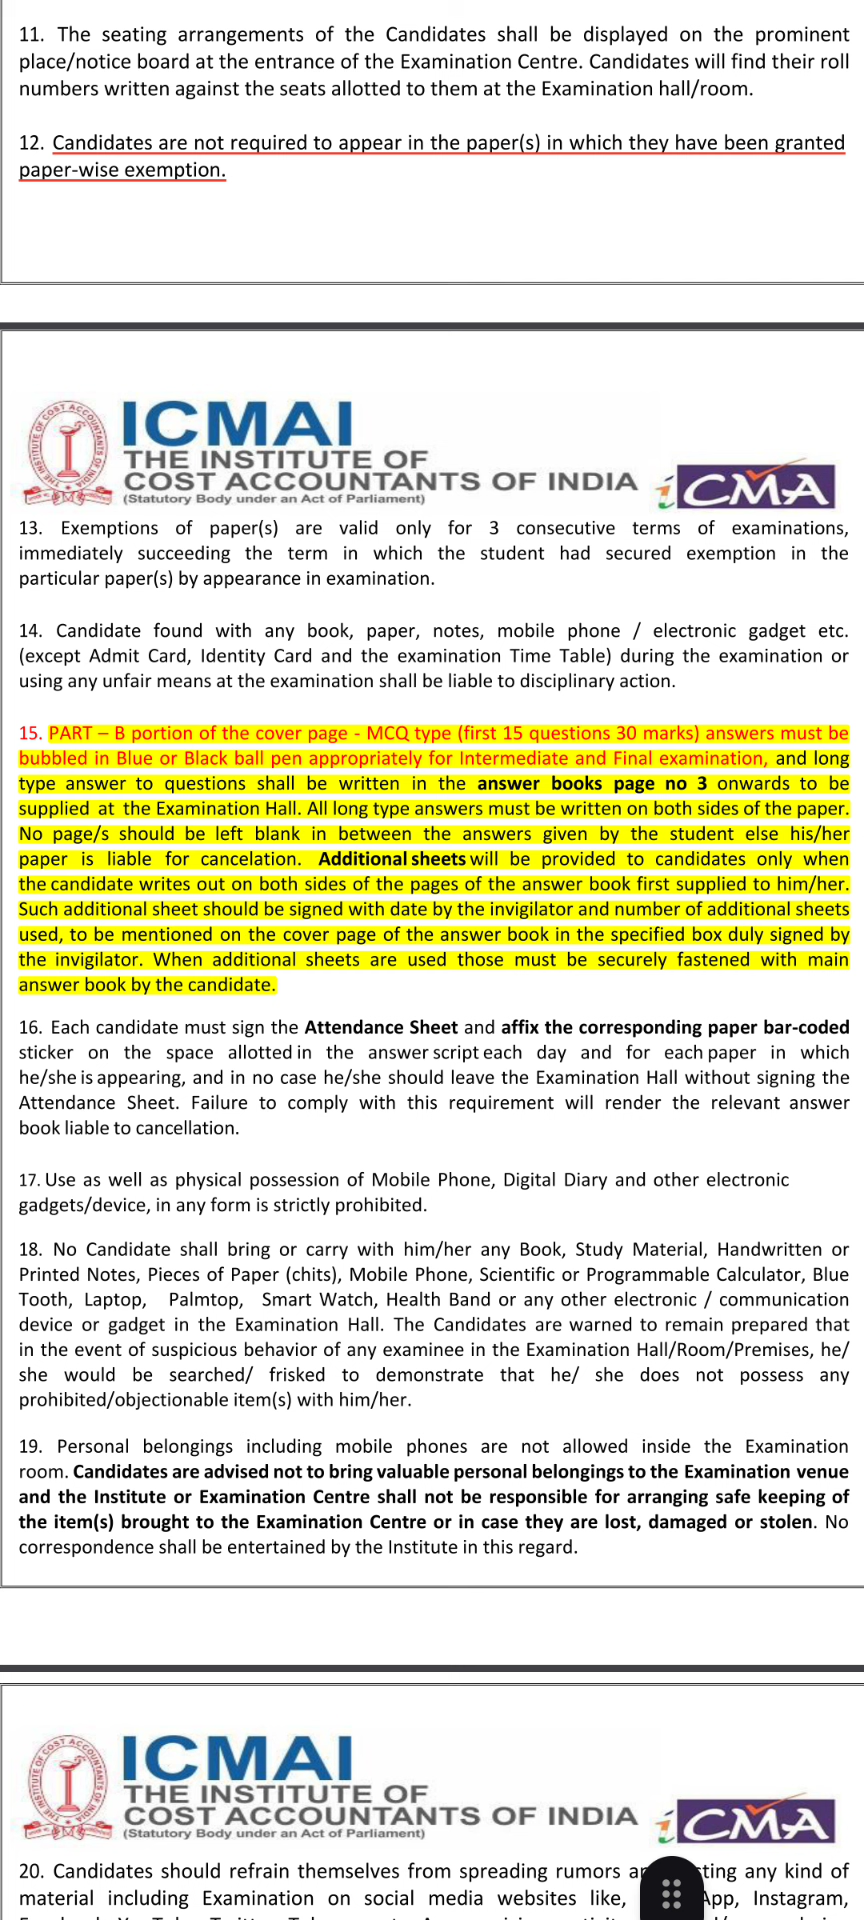 11. The seating arrangements of the Candidates shall be displayed on the prominent
place/notice board at the entrance of the Examination Centre. Candidates will find their roll
numbers written against the seats allotted to them at the Examination hall/room.
12. Candidates are not required to appear in the paper(s) in which they have been granted
paper-wise exemption.
ICMAI
THE INSTITUTE OF
COST ACCOUNTANTS OF INDIA
(Statutory Body under an Act of Parliament)
iCMA
13. Exemptions of paper(s) are valid only for 3 consecutive terms of examinations,
immediately succeeding the term in which the student had secured exemption in the
particular paper(s) by appearance in examination.
14. Candidate found with any book, paper, notes, mobile phone / electronic gadget etc.
(except Admit Card, Identity Card and the examination Time Table) during the examination or
using any unfair means at the examination shall be liable to disciplinary action.
15. PART – B portion of the cover page - MCQ type (first 15 questions 30 marks) answers must be
bubbled in Blue or Black ball pen appropriately for Intermediate and Final examination, and long
type answer to questions shall be written in the answer books page no 3 onwards to be
supplied at the Examination Hall. All long type answers must be written on both sides of the paper.
No page/s should be left blank in between the answers given by the student else his/her
paper is liable for cancelation. Additional sheets will be provided to candidates only when
the candidate writes out on both sides of the pages of the answer book first supplied to him/her.
Such additional sheet should be signed with date by the invigilator and number of additional sheets
used, to be mentioned on the cover page of the answer book in the specified box duly signed by
the invigilator. When additional sheets are used those must be securely fastened with main
answer book by the candidate.
16. Each candidate must sign the Attendance Sheet and affix the corresponding paper bar-coded
sticker on the space allotted in the answer script each day and for each paper in which
he/she is appearing, and in no case he/she should leave the Examination Hall without signing the
Attendance Sheet. Failure to comply with this requirement will render the relevant answer
book liable to cancellation.
17. Use as well as physical possession of Mobile Phone, Digital Diary and other electronic
gadgets/device, in any form is strictly prohibited.
18. No Candidate shall bring or carry with him/her any Book, Study Material, Handwritten or
Printed Notes, Pieces of Paper (chits), Mobile Phone, Scientific or Programmable Calculator, Blue
Tooth, Laptop, Palmtop, Smart Watch, Health Band or any other electronic / communication
device or gadget in the Examination Hall. The Candidates are warned to remain prepared that
in the event of suspicious behavior of any examinee in the Examination Hall/Room/Premises, he/
she would be searched/ frisked to demonstrate that he/ she does not possess any
prohibited/objectionable item(s) with him/her.
19. Personal belongings including mobile phones are not allowed inside the Examination
room. Candidates are advised not to bring valuable personal belongings to the Examination venue
and the Institute or Examination Centre shall not be responsible for arranging safe keeping of
the item(s) brought to the Examination Centre or in case they are lost, damaged or stolen. No
correspondence shall be entertained by the Institute in this regard.
ICMAI
THE INSTITUTE OF
COST ACCOUNTANTS OF INDIA
(Statutory Body under an Act of Parliament)
iCMA
20. Candidates should refrain themselves from spreading rumors any kind of
material including Examination on social media websites like, App, Instagram,